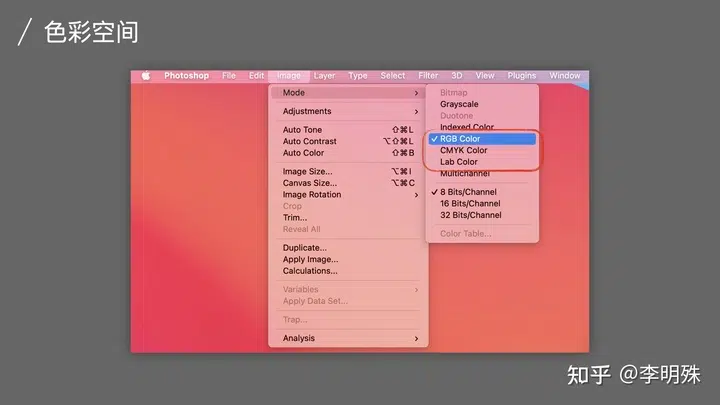 色彩空间
Photoshop File Edit Image Layer Type Select Filter 3D View Plugins Window
Mode
Adjustments
Auto Tone ⇧⌘L
Auto Contrast ⌥⇧⌘L
Auto Color ⇧⌘B
Image Size... ⌥⌘I
Canvas Size... ⌥⌘C
Image Rotation
Crop
Trim...
Reveal All
Duplicate...
Apply Image...
Calculations...
Variables
Apply Data Set...
Trap...
Analysis
Bitmap
Grayscale
Duotone
Indexed Color
✓ RGB Color
CMYK Color
Lab Color
Multichannel
✓ 8 Bits/Channel
16 Bits/Channel
32 Bits/Channel
Color Table...
知乎 @李明殊